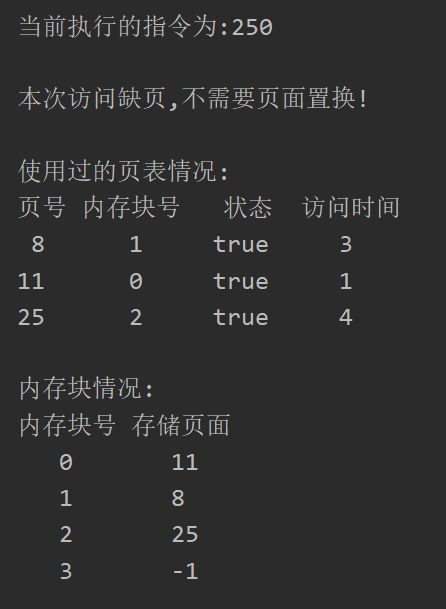 当前执行的指令为:250
本次访问缺页,不需要页面置换!
使用过的页表情况:
页号 内存块号 状态 访问时间
8 1 true 3
11 0 true 1
25 2 true 4
内存块情况:
内存块号 存储页面
0 11
1 8
2 25
3 -1